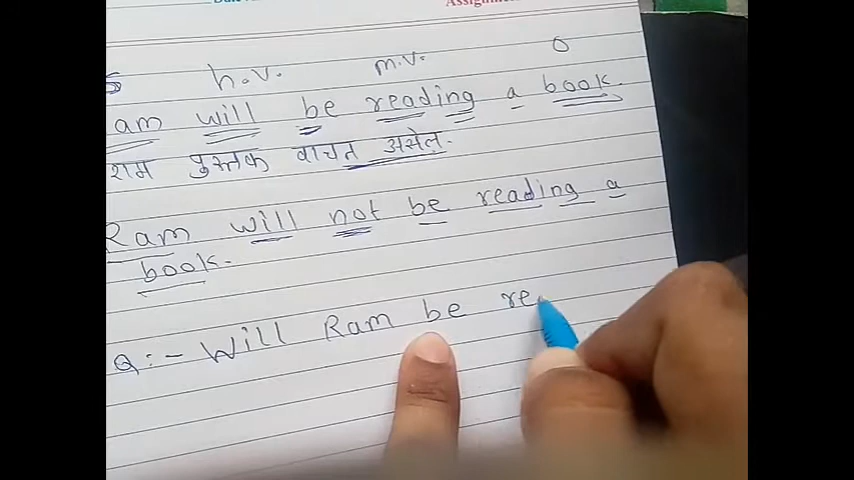 S h.v. m.v. O
am will be reading a book.
राम पुस्तक वाचत असेल.
Ram will not be reading a
book.
Q:- Will Ram be re